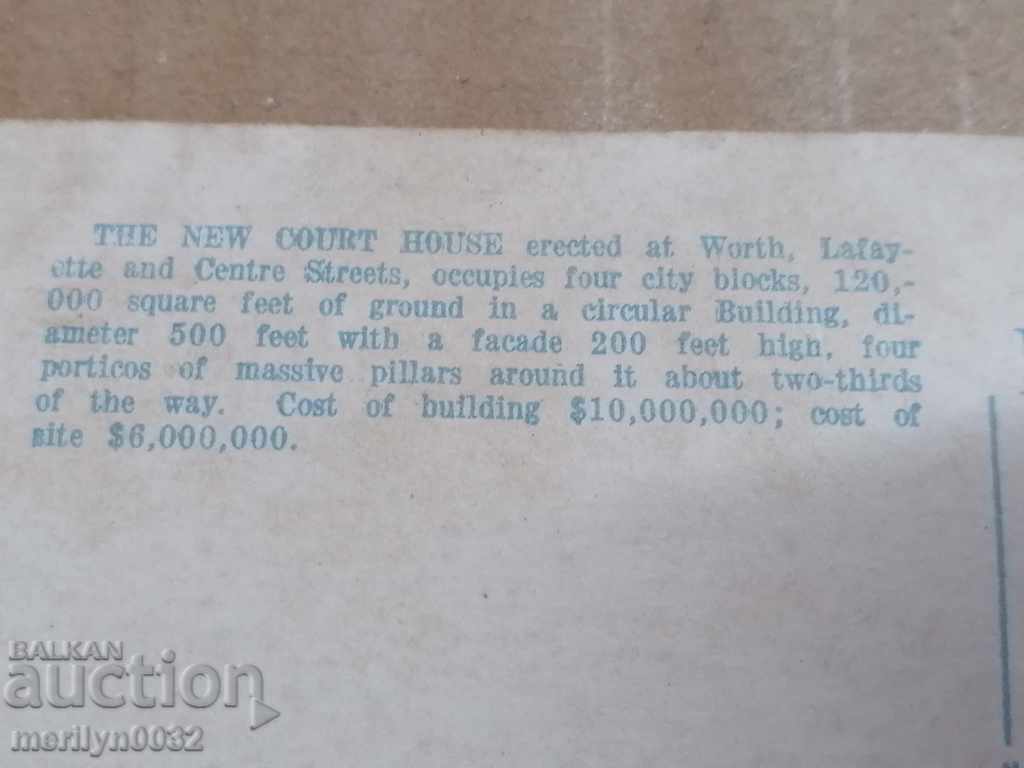 THE NEW COURT HOUSE erected at Worth, Lafay-
ette and Centre Streets, occupies four city blocks, 120,-
000 square feet of ground in a circular Building, di-
ameter 500 feet with a facade 200 feet high, four
porticos of massive pillars around it about two-thirds
of the way. Cost of building $10,000,000; cost of
site $6,000,000.
BALKAN
auction
merilyn0032